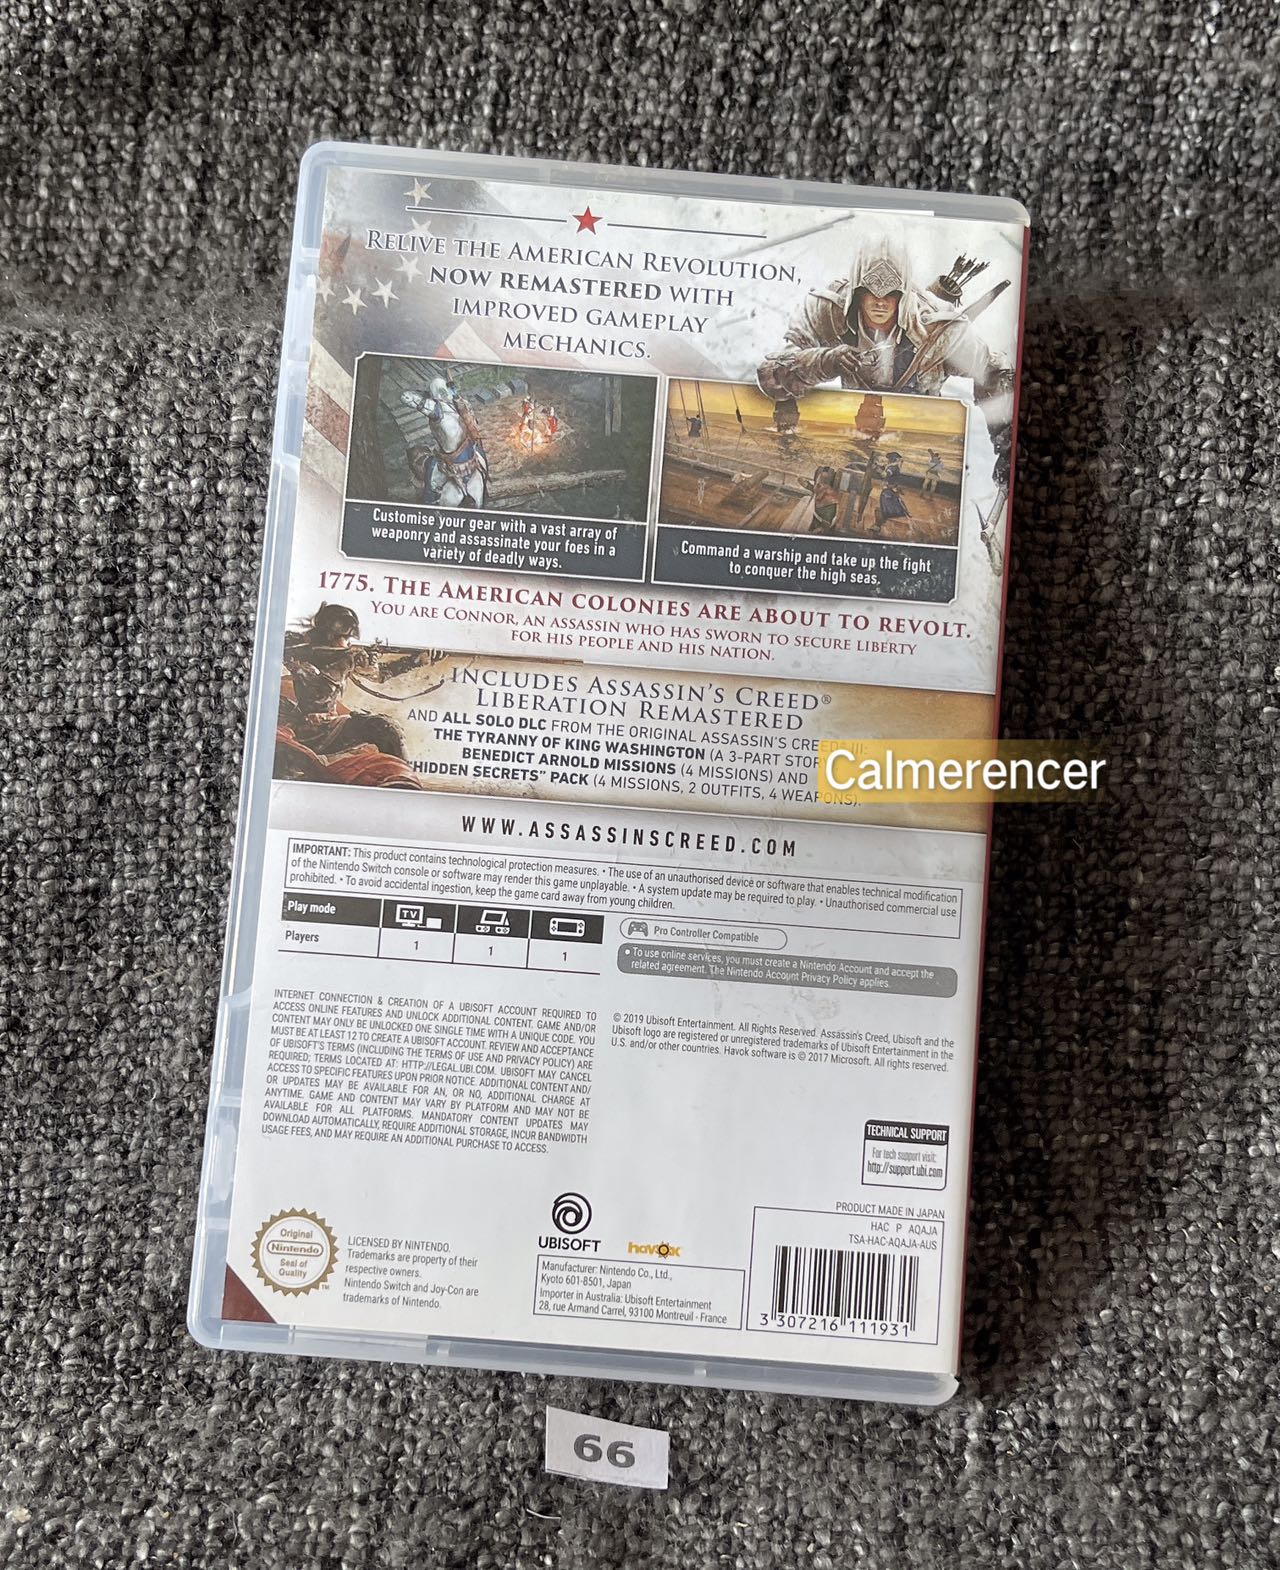 RELIVE THE AMERICAN REVOLUTION,
NOW REMASTERED WITH
IMPROVED GAMEPLAY
MECHANICS.
Customise your gear with a vast array of
weaponry and assassinate your foes in a
variety of deadly ways.
Command a warship and take up the fight
to conquer the high seas.
1775. THE AMERICAN COLONIES ARE ABOUT TO REVOLT.
YOU ARE CONNOR, AN ASSASSIN WHO HAS SWORN TO SECURE LIBERTY
FOR HIS PEOPLE AND HIS NATION.
INCLUDES ASSASSIN'S CREED®
LIBERATION REMASTERED
AND ALL SOLO DLC FROM THE ORIGINAL ASSASSIN'S CREED® III:
THE TYRANNY OF KING WASHINGTON (A 3-PART STOR
BENEDICT ARNOLD MISSIONS (4 MISSIONS) AND
"HIDDEN SECRETS" PACK (4 MISSIONS, 2 OUTFITS, 4 WEAPONS).
Calmerencer
WWW.ASSASSINSCREED.COM
IMPORTANT: This product contains technological protection measures. • The use of an unauthorised device or software that enables technical modification
of the Nintendo Switch console or software may render this game unplayable. • A system update may be required to play. • Unauthorised commercial use
prohibited. • To avoid accidental ingestion, keep the game card away from young children.
Play mode TV
Players 1 1 1
Pro Controller Compatible
• To use online services, you must create a Nintendo Account and accept the
related agreement. The Nintendo Account Privacy Policy applies.
INTERNET CONNECTION & CREATION OF A UBISOFT ACCOUNT REQUIRED TO
ACCESS ONLINE FEATURES AND UNLOCK ADDITIONAL CONTENT. GAME AND/OR
CONTENT MAY ONLY BE UNLOCKED ONE SINGLE TIME WITH A UNIQUE CODE. YOU
MUST BE AT LEAST 12 TO CREATE A UBISOFT ACCOUNT. REVIEW AND ACCEPTANCE
OF UBISOFT'S TERMS (INCLUDING THE TERMS OF USE AND PRIVACY POLICY) ARE
REQUIRED; TERMS LOCATED AT: HTTP://LEGAL.UBI.COM. UBISOFT MAY CANCEL
ACCESS TO SPECIFIC FEATURES UPON PRIOR NOTICE. ADDITIONAL CONTENT AND/
OR UPDATES MAY BE AVAILABLE FOR AN, OR NO, ADDITIONAL CHARGE AT
ANYTIME. GAME AND CONTENT MAY VARY BY PLATFORM AND MAY NOT BE
AVAILABLE FOR ALL PLATFORMS. MANDATORY CONTENT UPDATES MAY
DOWNLOAD AUTOMATICALLY, REQUIRE ADDITIONAL STORAGE, INCUR BANDWIDTH
USAGE FEES, AND MAY REQUIRE AN ADDITIONAL PURCHASE TO ACCESS.
© 2019 Ubisoft Entertainment. All Rights Reserved. Assassin's Creed, Ubisoft and the
Ubisoft logo are registered or unregistered trademarks of Ubisoft Entertainment in the
U.S. and/or other countries. Havok software is © 2017 Microsoft. All rights reserved.
TECHNICAL SUPPORT
For tech support visit:
http://support.ubi.com
PRODUCT MADE IN JAPAN
HAC P AQAJA
TSA-HAC-AQAJA-AUS
3 307216 111931
Original
Nintendo
Seal of
Quality
TM
LICENSED BY NINTENDO.
Trademarks are property of their
respective owners.
Nintendo Switch and Joy-Con are
trademarks of Nintendo.
UBISOFT
havok
Manufacturer: Nintendo Co., Ltd.,
Kyoto 601-8501, Japan
Importer in Australia: Ubisoft Entertainment
28, rue Armand Carrel, 93100 Montreuil - France
66